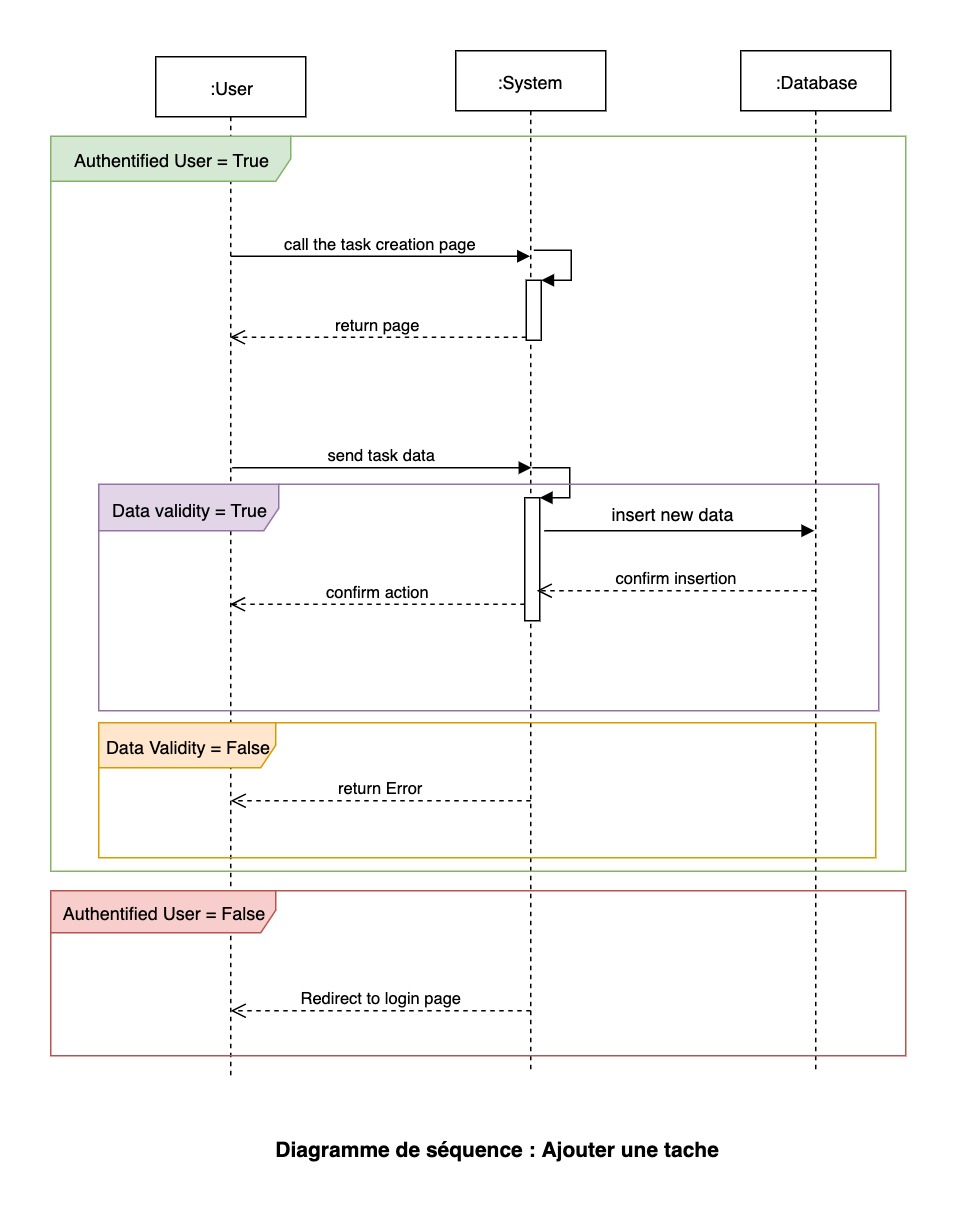 :User
:System
:Database
Authentified User = True
call the task creation page
return page
send task data
Data validity = True
insert new data
confirm insertion
confirm action
Data Validity = False
return Error
Authentified User = False
Redirect to login page
Diagramme de séquence : Ajouter une tache